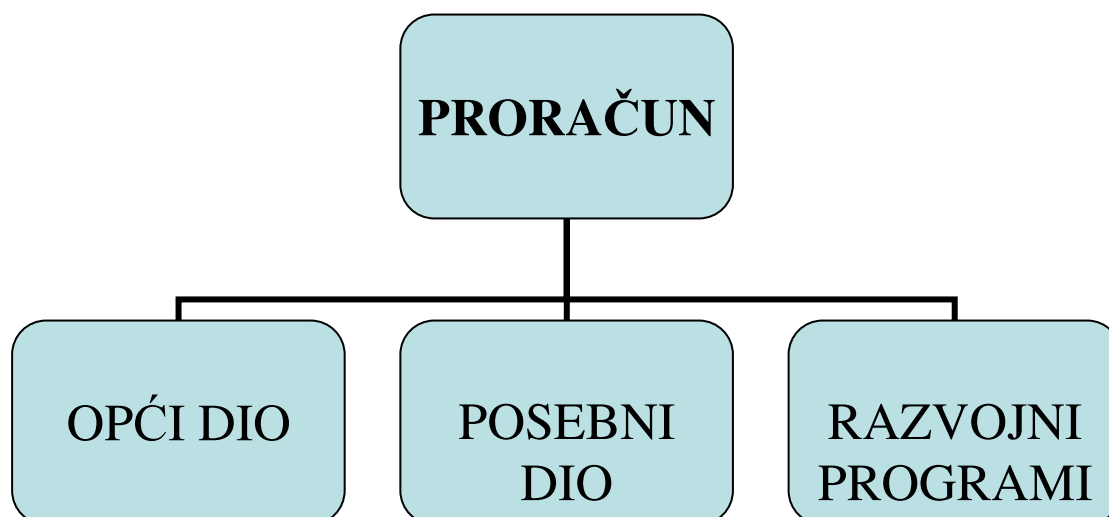 PRORAČUN
OPĆI DIO
POSEBNI
DIO
RAZVOJNI
PROGRAMI